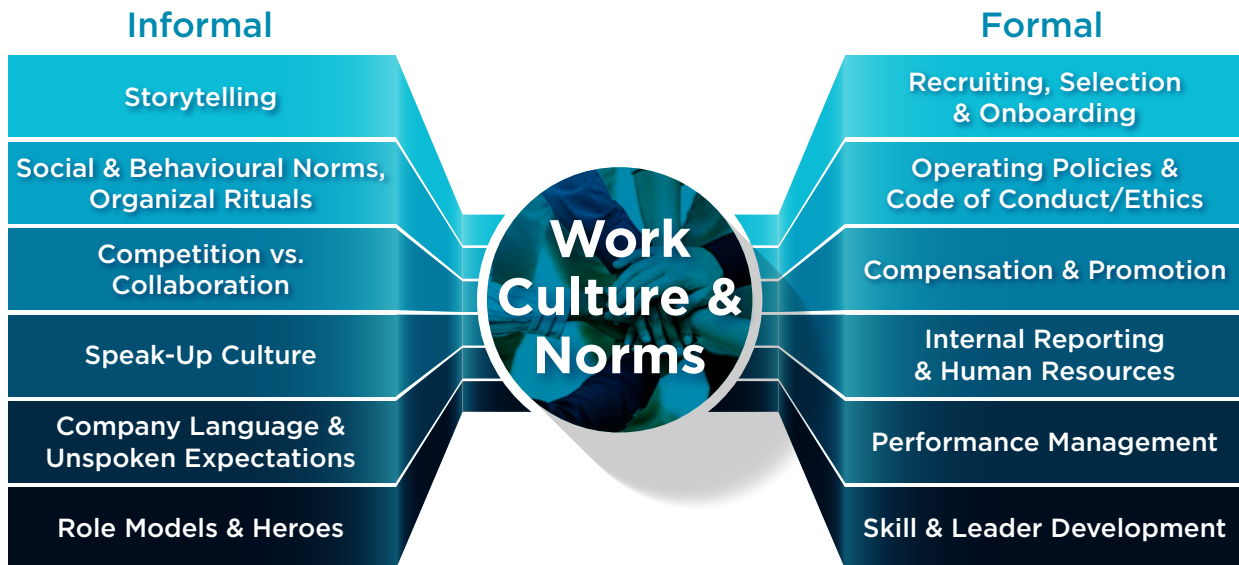 Informal
Storytelling
Social & Behavioural Norms,
Organizal Rituals
Competition vs.
Collaboration
Speak-Up Culture
Company Language &
Unspoken Expectations
Role Models & Heroes
Work
Culture &
Norms
Formal
Recruiting, Selection
& Onboarding
Operating Policies &
Code of Conduct/Ethics
Compensation & Promotion
Internal Reporting
& Human Resources
Performance Management
Skill & Leader Development